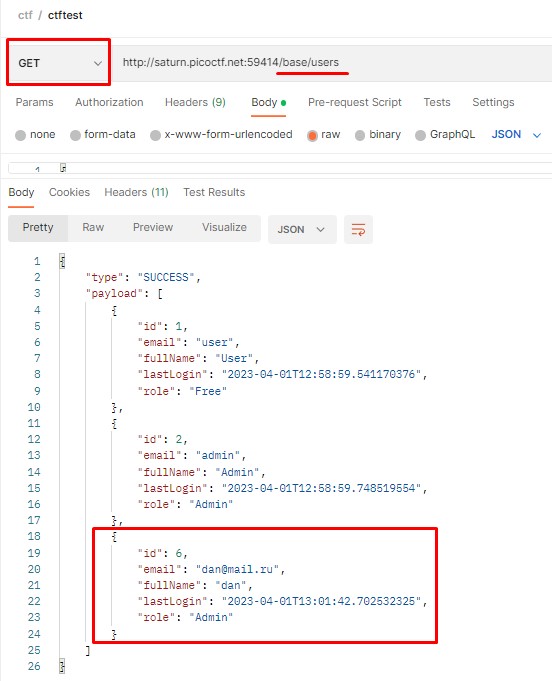 ctf / ctftest
GET http://saturn.picoctf.net:59414/base/users
Params Authorization Headers (9) Body Pre-request Script Tests Settings
none form-data x-www-form-urlencoded raw binary GraphQL JSON
Body Cookies Headers (11) Test Results
Pretty Raw Preview Visualize JSON
1 {
2 "type": "SUCCESS",
3 "payload": [
4 {
5 "id": 1,
6 "email": "user",
7 "fullName": "User",
8 "lastLogin": "2023-04-01T12:58:59.541170376",
9 "role": "Free"
10 },
11 {
12 "id": 2,
13 "email": "admin",
14 "fullName": "Admin",
15 "lastLogin": "2023-04-01T12:58:59.748519554",
16 "role": "Admin"
17 },
18 {
19 "id": 6,
20 "email": "dan@mail.ru",
21 "fullName": "dan",
22 "lastLogin": "2023-04-01T13:01:42.702532325",
23 "role": "Admin"
24 }
25 ]
26 }